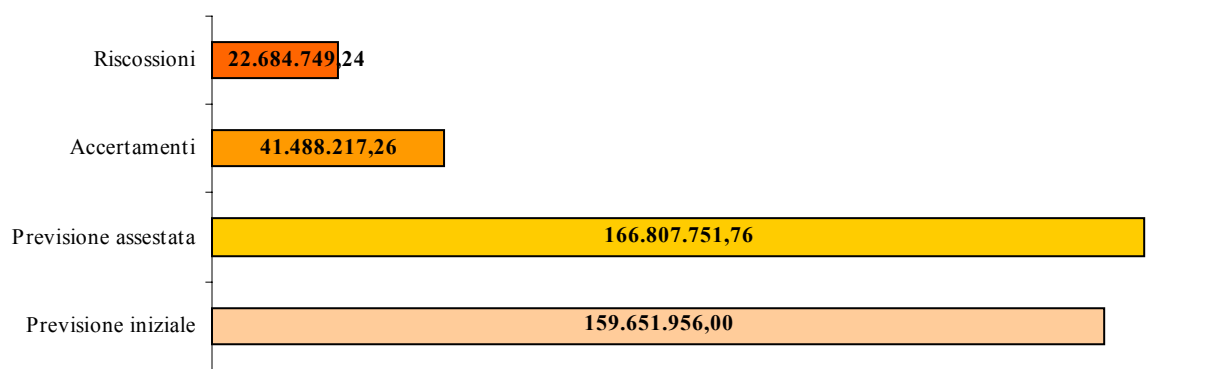 Riscossioni 22.684.749,24
Accertamenti 41.488.217,26
Previsione assestata 166.807.751,76
Previsione iniziale 159.651.956,00